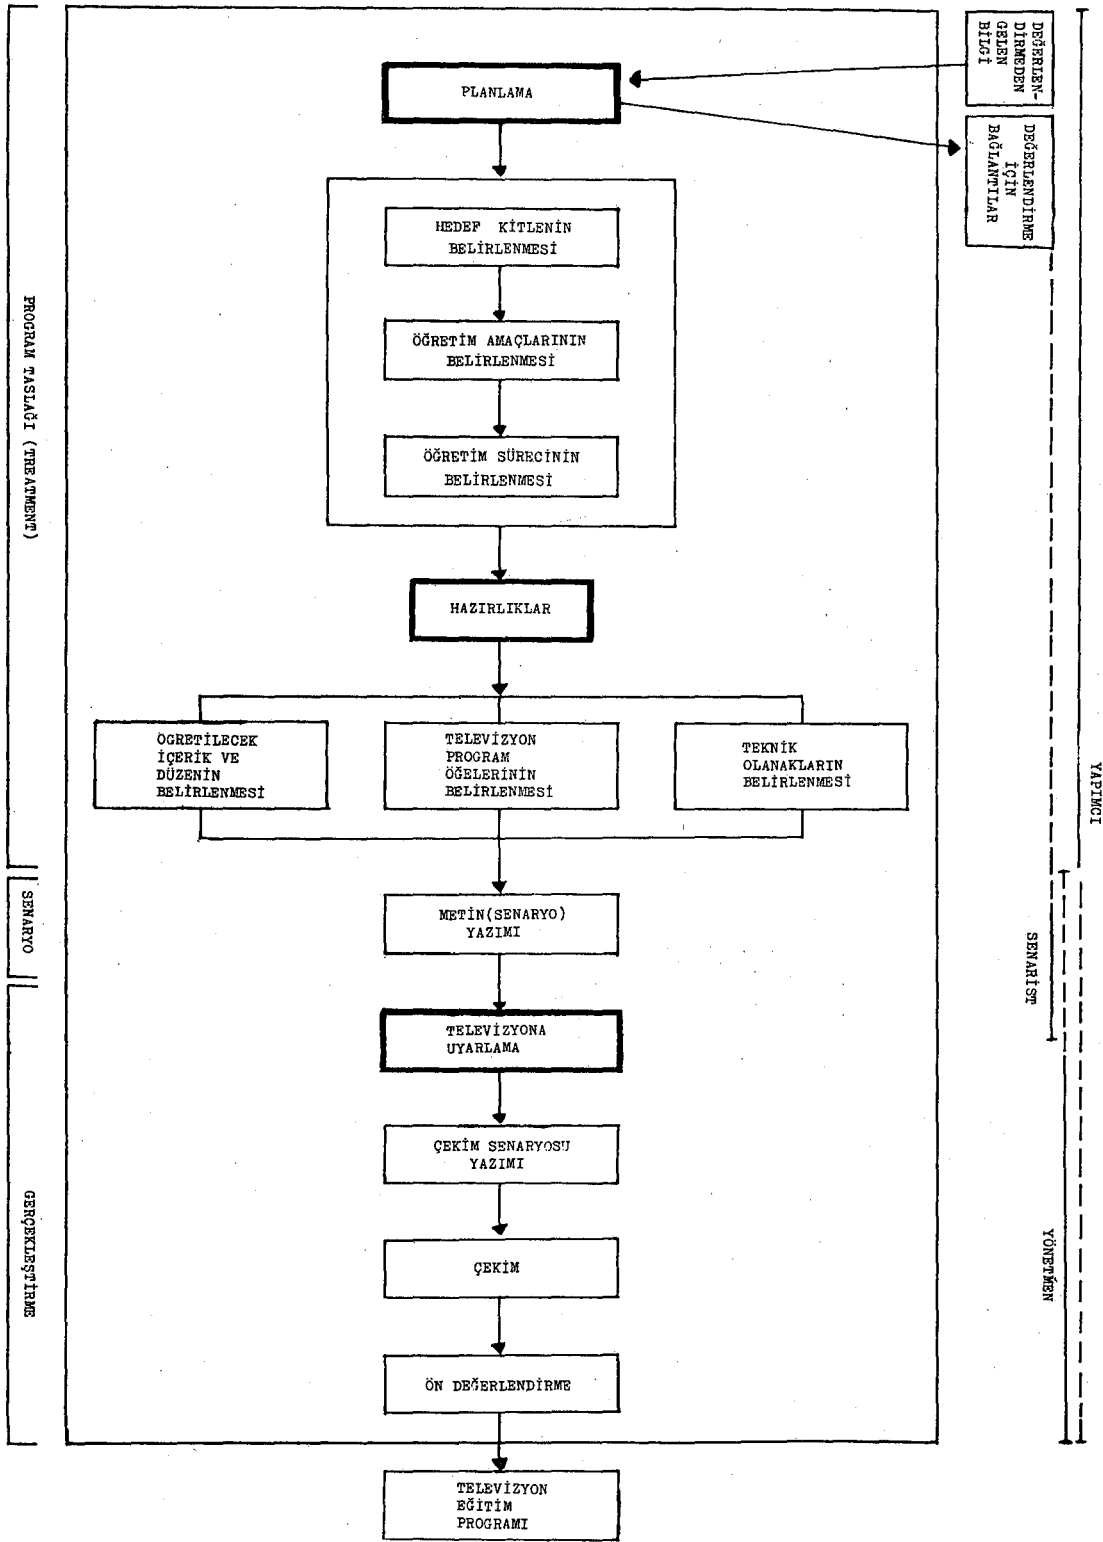 DEĞERLEN-
DİRMEDEN
GELEN
BİLGİ
DEĞERLENDİRME
İÇİN
BAĞLANTILAR
PLANLAMA
HEDEF KİTLENİN
BELİRLENMESİ
ÖĞRETİM AMAÇLARININ
BELİRLENMESİ
ÖĞRETİM SÜRECİNİN
BELİRLENMESİ
HAZIRLIKLAR
ÖGRETİLECEK
İÇERİK VE
DÜZENİN
BELİRLENMESİ
TELEVİZYON
PROGRAM
ÖĞELERİNİN
BELİRLENMESİ
TEKNİK
OLANAKLARIN
BELİRLENMESİ
METİN(SENARYO)
YAZIMI
TELEVİZYONA
UYARLAMA
ÇEKİM SENARYOSU
YAZIMI
ÇEKİM
ÖN DEĞERLENDİRME
TELEVİZYON
EĞİTİM
PROGRAMI
PROGRAM TASLAĞI (TREATMENT)
SENARYO
GERÇEKLEŞTİRME
YAPIMCI
SENARİST
YÖNETMEN